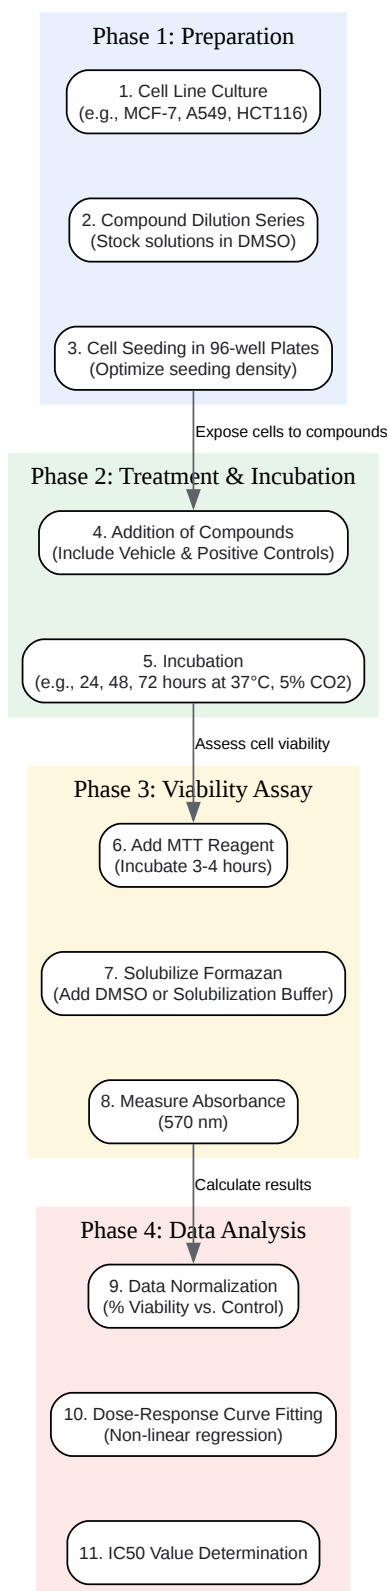 Phase 1: Preparation
1. Cell Line Culture
(e.g., MCF-7, A549, HCT116)
2. Compound Dilution Series
(Stock solutions in DMSO)
3. Cell Seeding in 96-well Plates
(Optimize seeding density)
Expose cells to compounds
Phase 2: Treatment & Incubation
4. Addition of Compounds
(Include Vehicle & Positive Controls)
5. Incubation
(e.g., 24, 48, 72 hours at 37°C, 5% CO2)
Assess cell viability
Phase 3: Viability Assay
6. Add MTT Reagent
(Incubate 3-4 hours)
7. Solubilize Formazan
(Add DMSO or Solubilization Buffer)
8. Measure Absorbance
(570 nm)
Calculate results
Phase 4: Data Analysis
9. Data Normalization
(% Viability vs. Control)
10. Dose-Response Curve Fitting
(Non-linear regression)
11. IC50 Value Determination